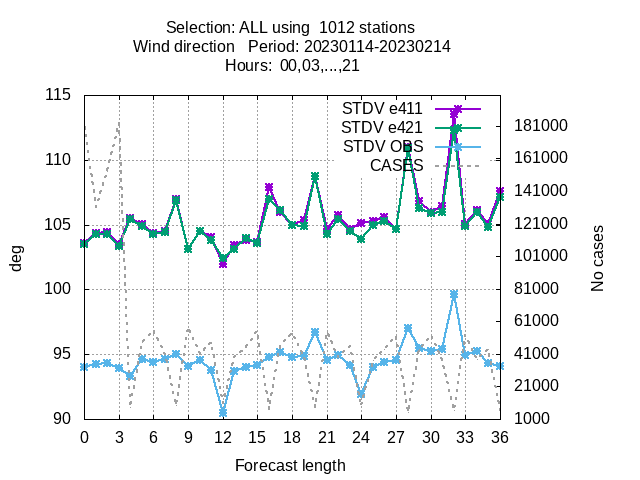 Selection: ALL using  1012 stations
Wind direction   Period: 20230114-20230214
Hours:  00,03,...,21
115
110
105
100
95
90
deg
STDV e411
STDV e421
STDV OBS
CASES
181000
161000
141000
121000
101000
81000
61000
41000
21000
1000
No cases
0 3 6 9 12 15 18 21 24 27 30 33 36
Forecast length